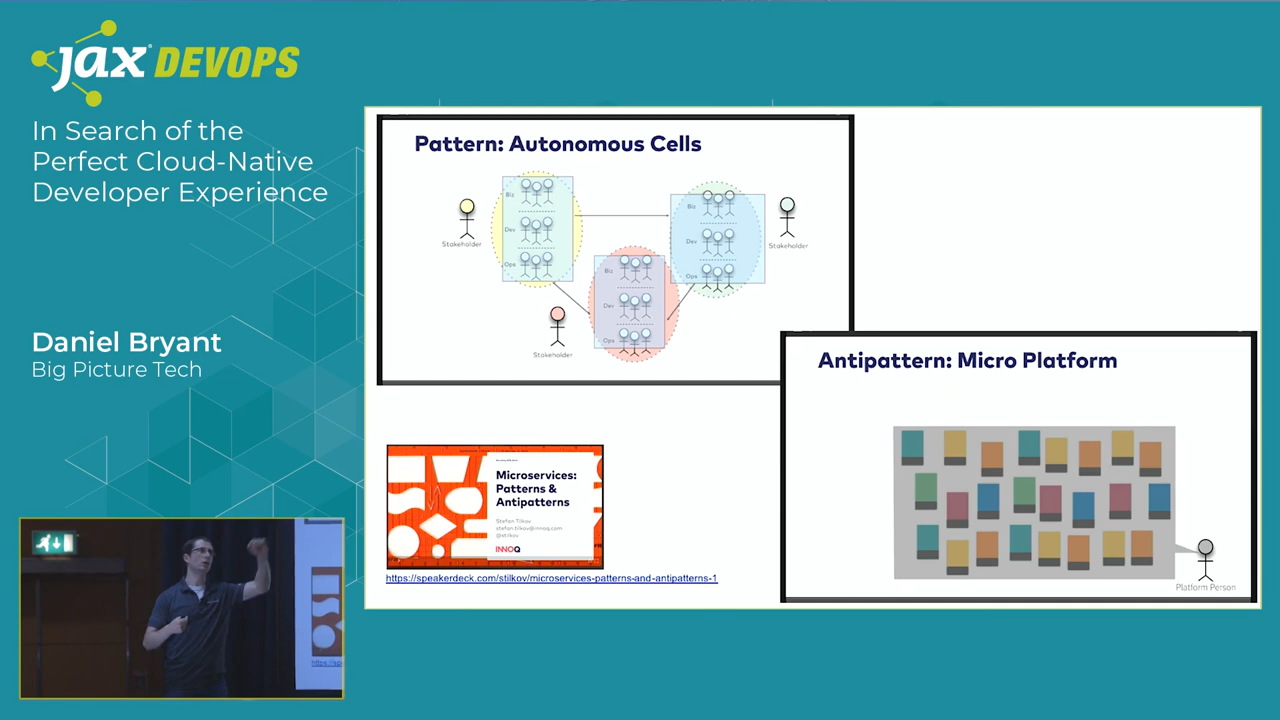 jax DEVOPS
In Search of the
Perfect Cloud-Native
Developer Experience
Daniel Bryant
Big Picture Tech
Pattern: Autonomous Cells
Stakeholder
Biz
Dev
Ops
Biz
Dev
Ops
Stakeholder
Biz
Dev
Ops
Stakeholder
Antipattern: Micro Platform
Platform Person
Microservices:
Patterns &
Antipatterns
Stefan Tilkov
stefan.tilkov@innoq.com
@stilkov
INNOQ
https://speakerdeck.com/stilkov/microservices-patterns-and-antipatterns-1